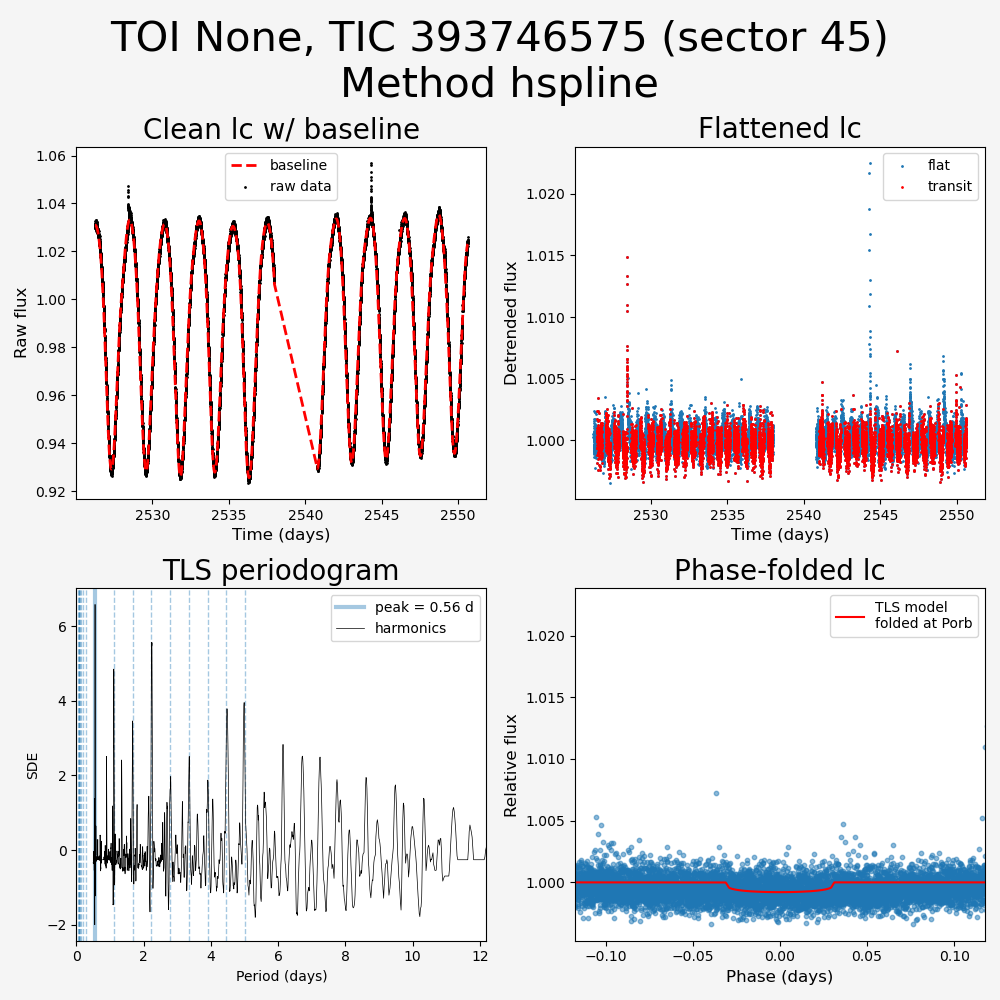 TOI None, TIC 393746575 (sector 45)
Method hspline
Clean lc w/ baseline
Flattened lc
1.06
1.04
1.02
1.00
0.98
0.96
0.94
0.92
Raw flux
baseline
raw data
2530
2535
2540
2545
2550
Time (days)
1.020
1.015
1.010
1.005
1.000
Detrended flux
flat
transit
2530
2535
2540
2545
2550
Time (days)
TLS periodogram
Phase-folded lc
6
4
2
0
−2
SDE
peak = 0.56 d
harmonics
0
2
4
6
8
10
12
Period (days)
1.020
1.015
1.010
1.005
1.000
Relative flux
TLS model
folded at Porb
−0.10
−0.05
0.00
0.05
0.10
Phase (days)